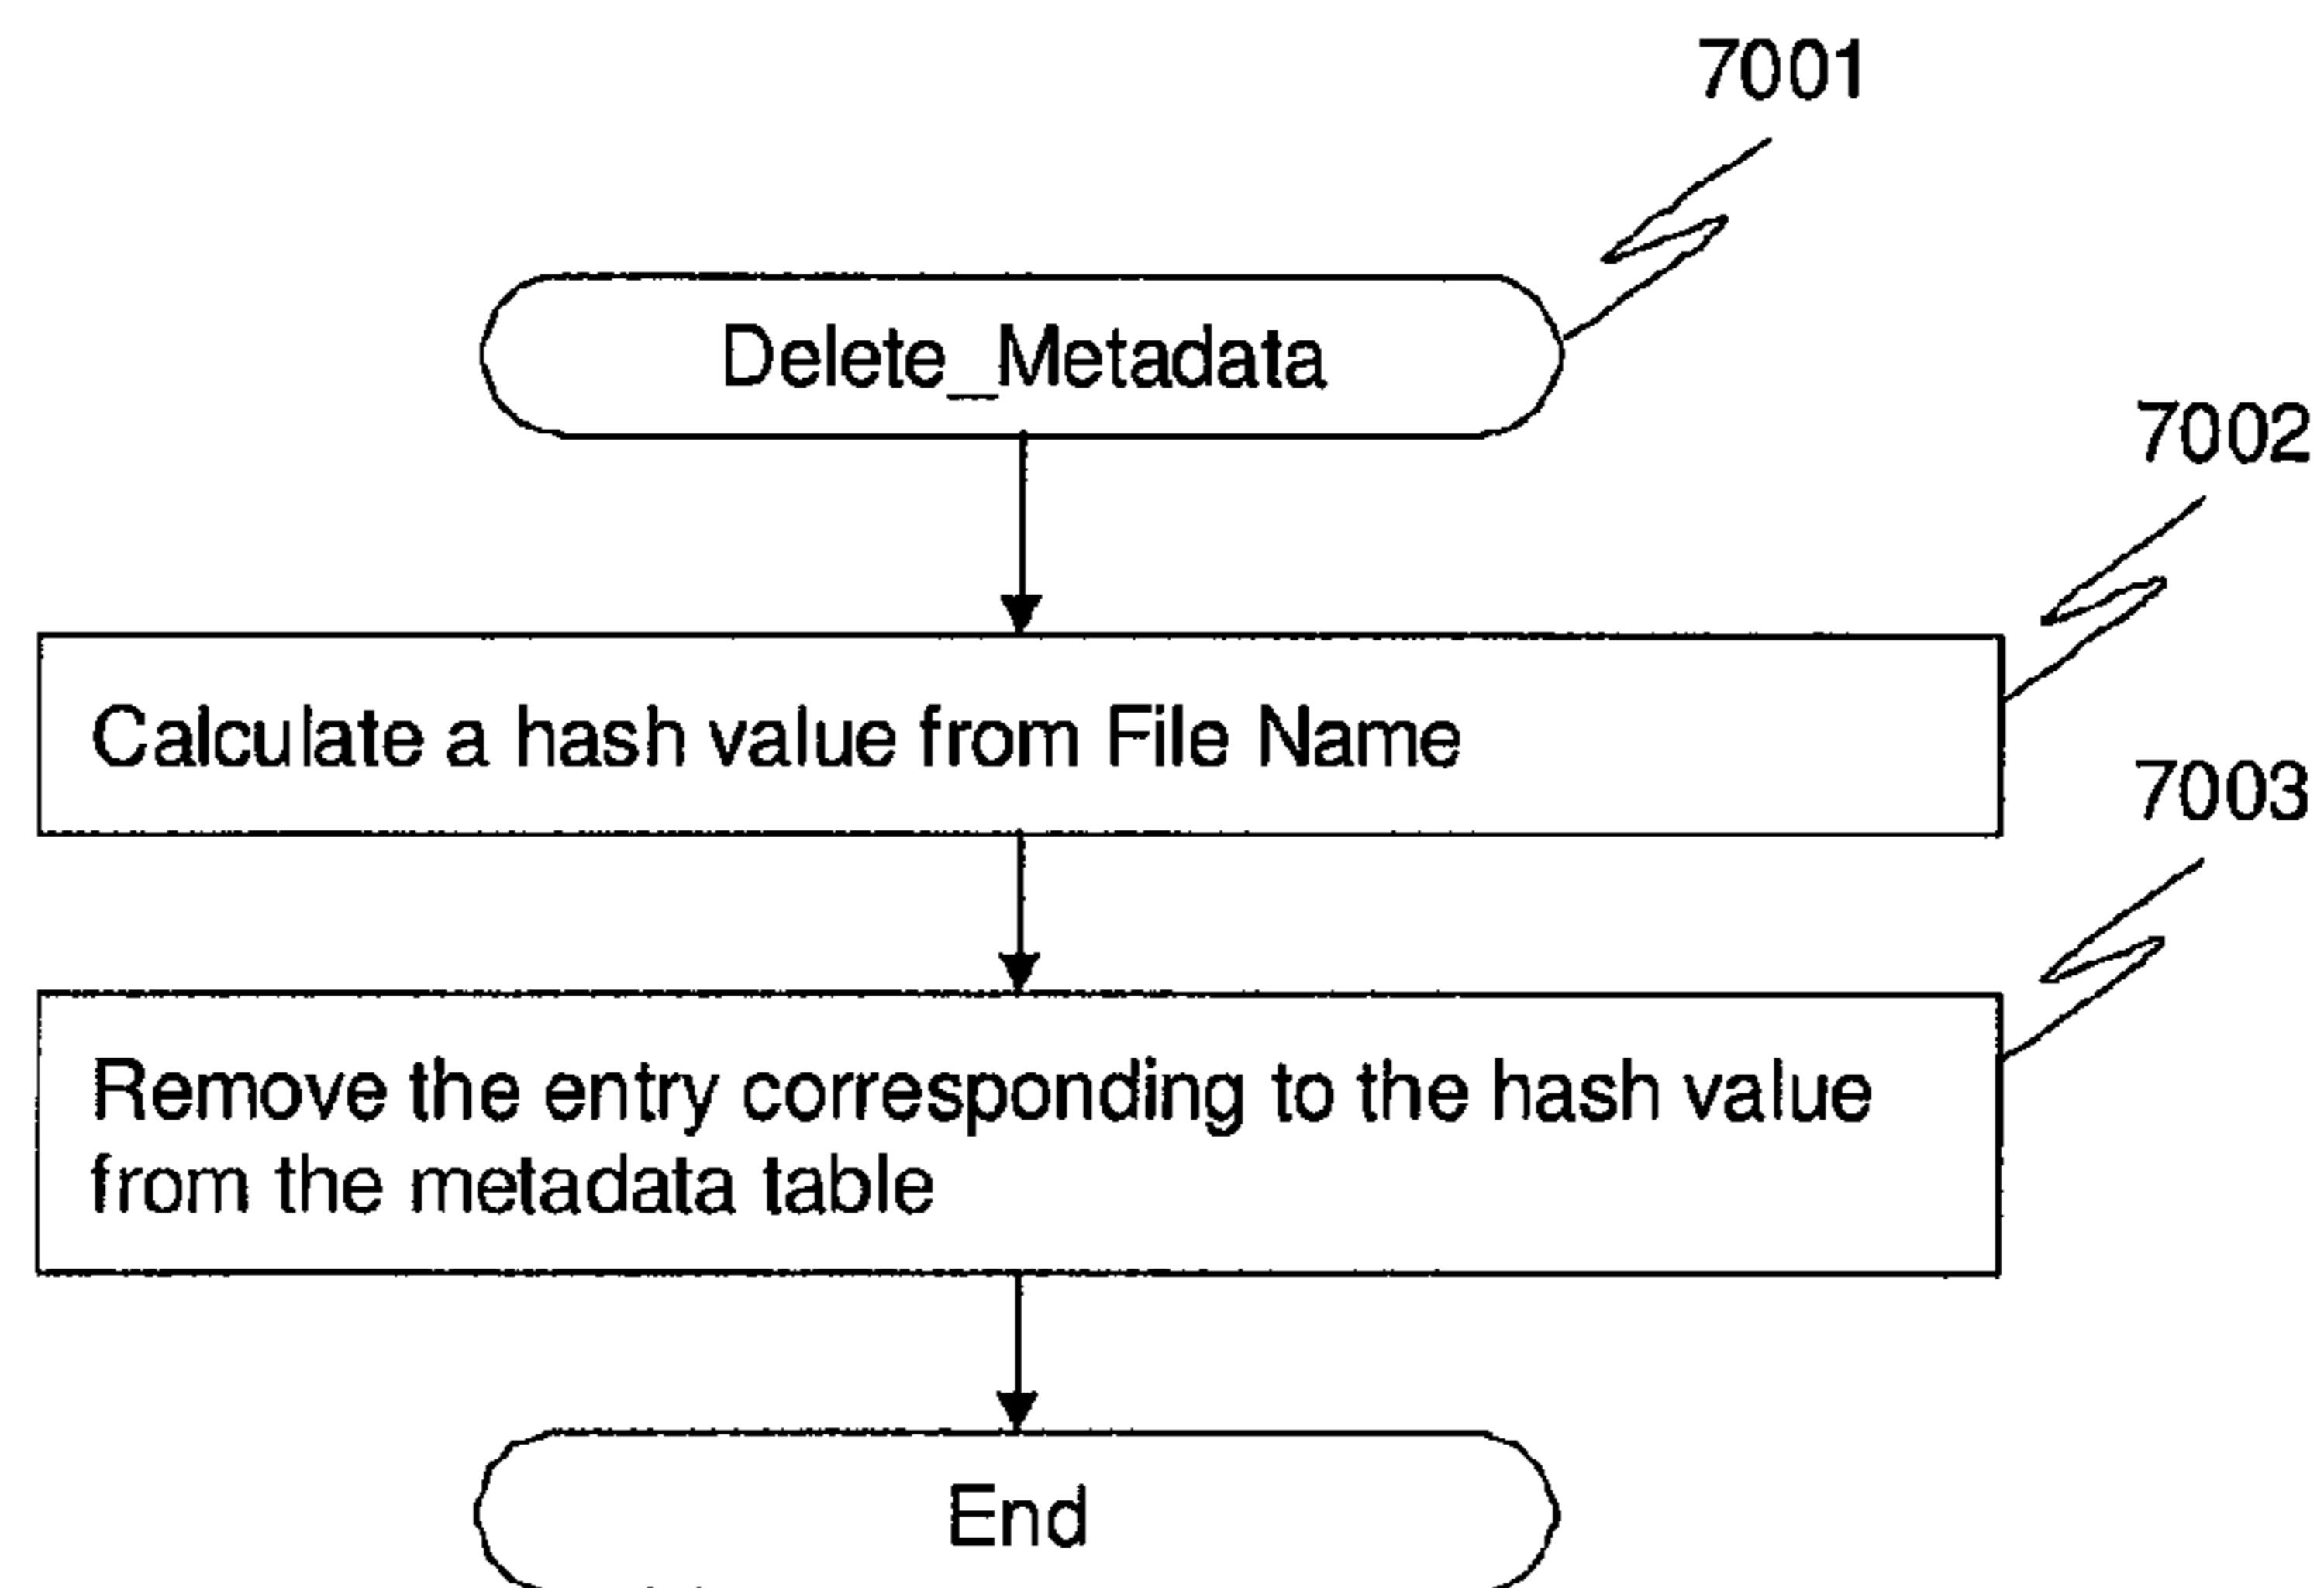 7001
Delete_Metadata
7002
Calculate a hash value from File Name
7003
Remove the entry corresponding to the hash value
from the metadata table
End